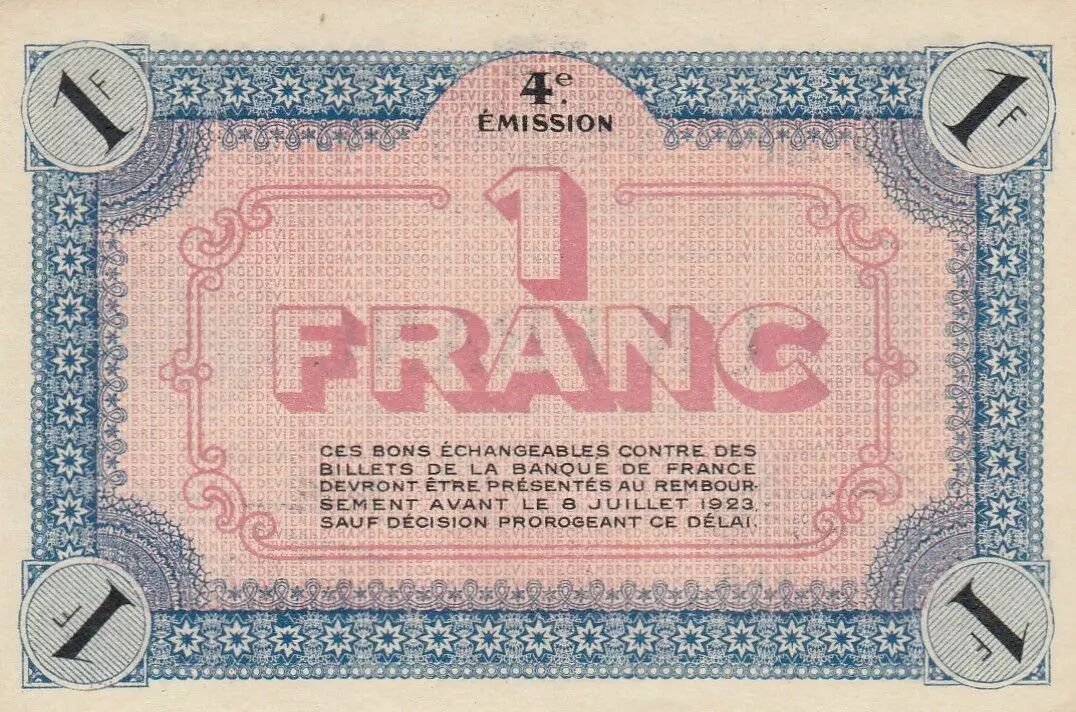 1F
4e.
ÉMISSION
1F
1
FRANC
CES BONS ÉCHANGEABLES CONTRE DES
BILLETS DE LA BANQUE DE FRANCE
DEVRONT ÊTRE PRÉSENTÉS AU REMBOUR-
SEMENT AVANT LE 8 JUILLET 1923
SAUF DÉCISION PROROGEANT CE DÉLAI.
1F
1F